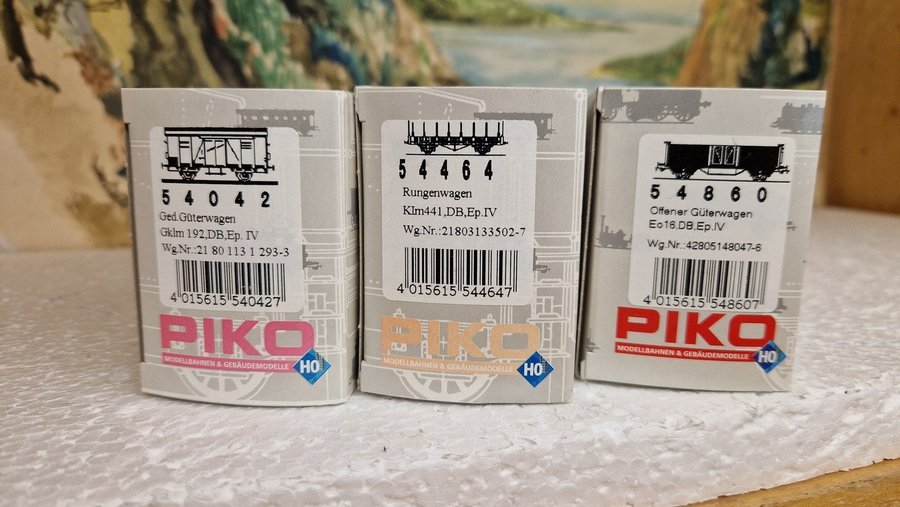 54042
Ged.Güterwagen
Gklm 192,DB,Ep. IV
Wg.Nr.:21 80 113 1 293-3
4 015615 540427
PIKO
MODELLBAHNEN & GEBÄUDEMODELLE
H0
54464
Rungenwagen
Klm441,DB,Ep.IV
Wg.Nr.:21803133502-7
4 015615 544647
PIKO
MODELLBAHNEN & GEBÄUDEMODELLE
H0
54860
Offener Güterwagen
Eo16,DB,Ep.IV
Wg.Nr.:42805148047-6
4 015615 548607
PIKO
MODELLBAHNEN & GEBÄUDEMODELLE
H0